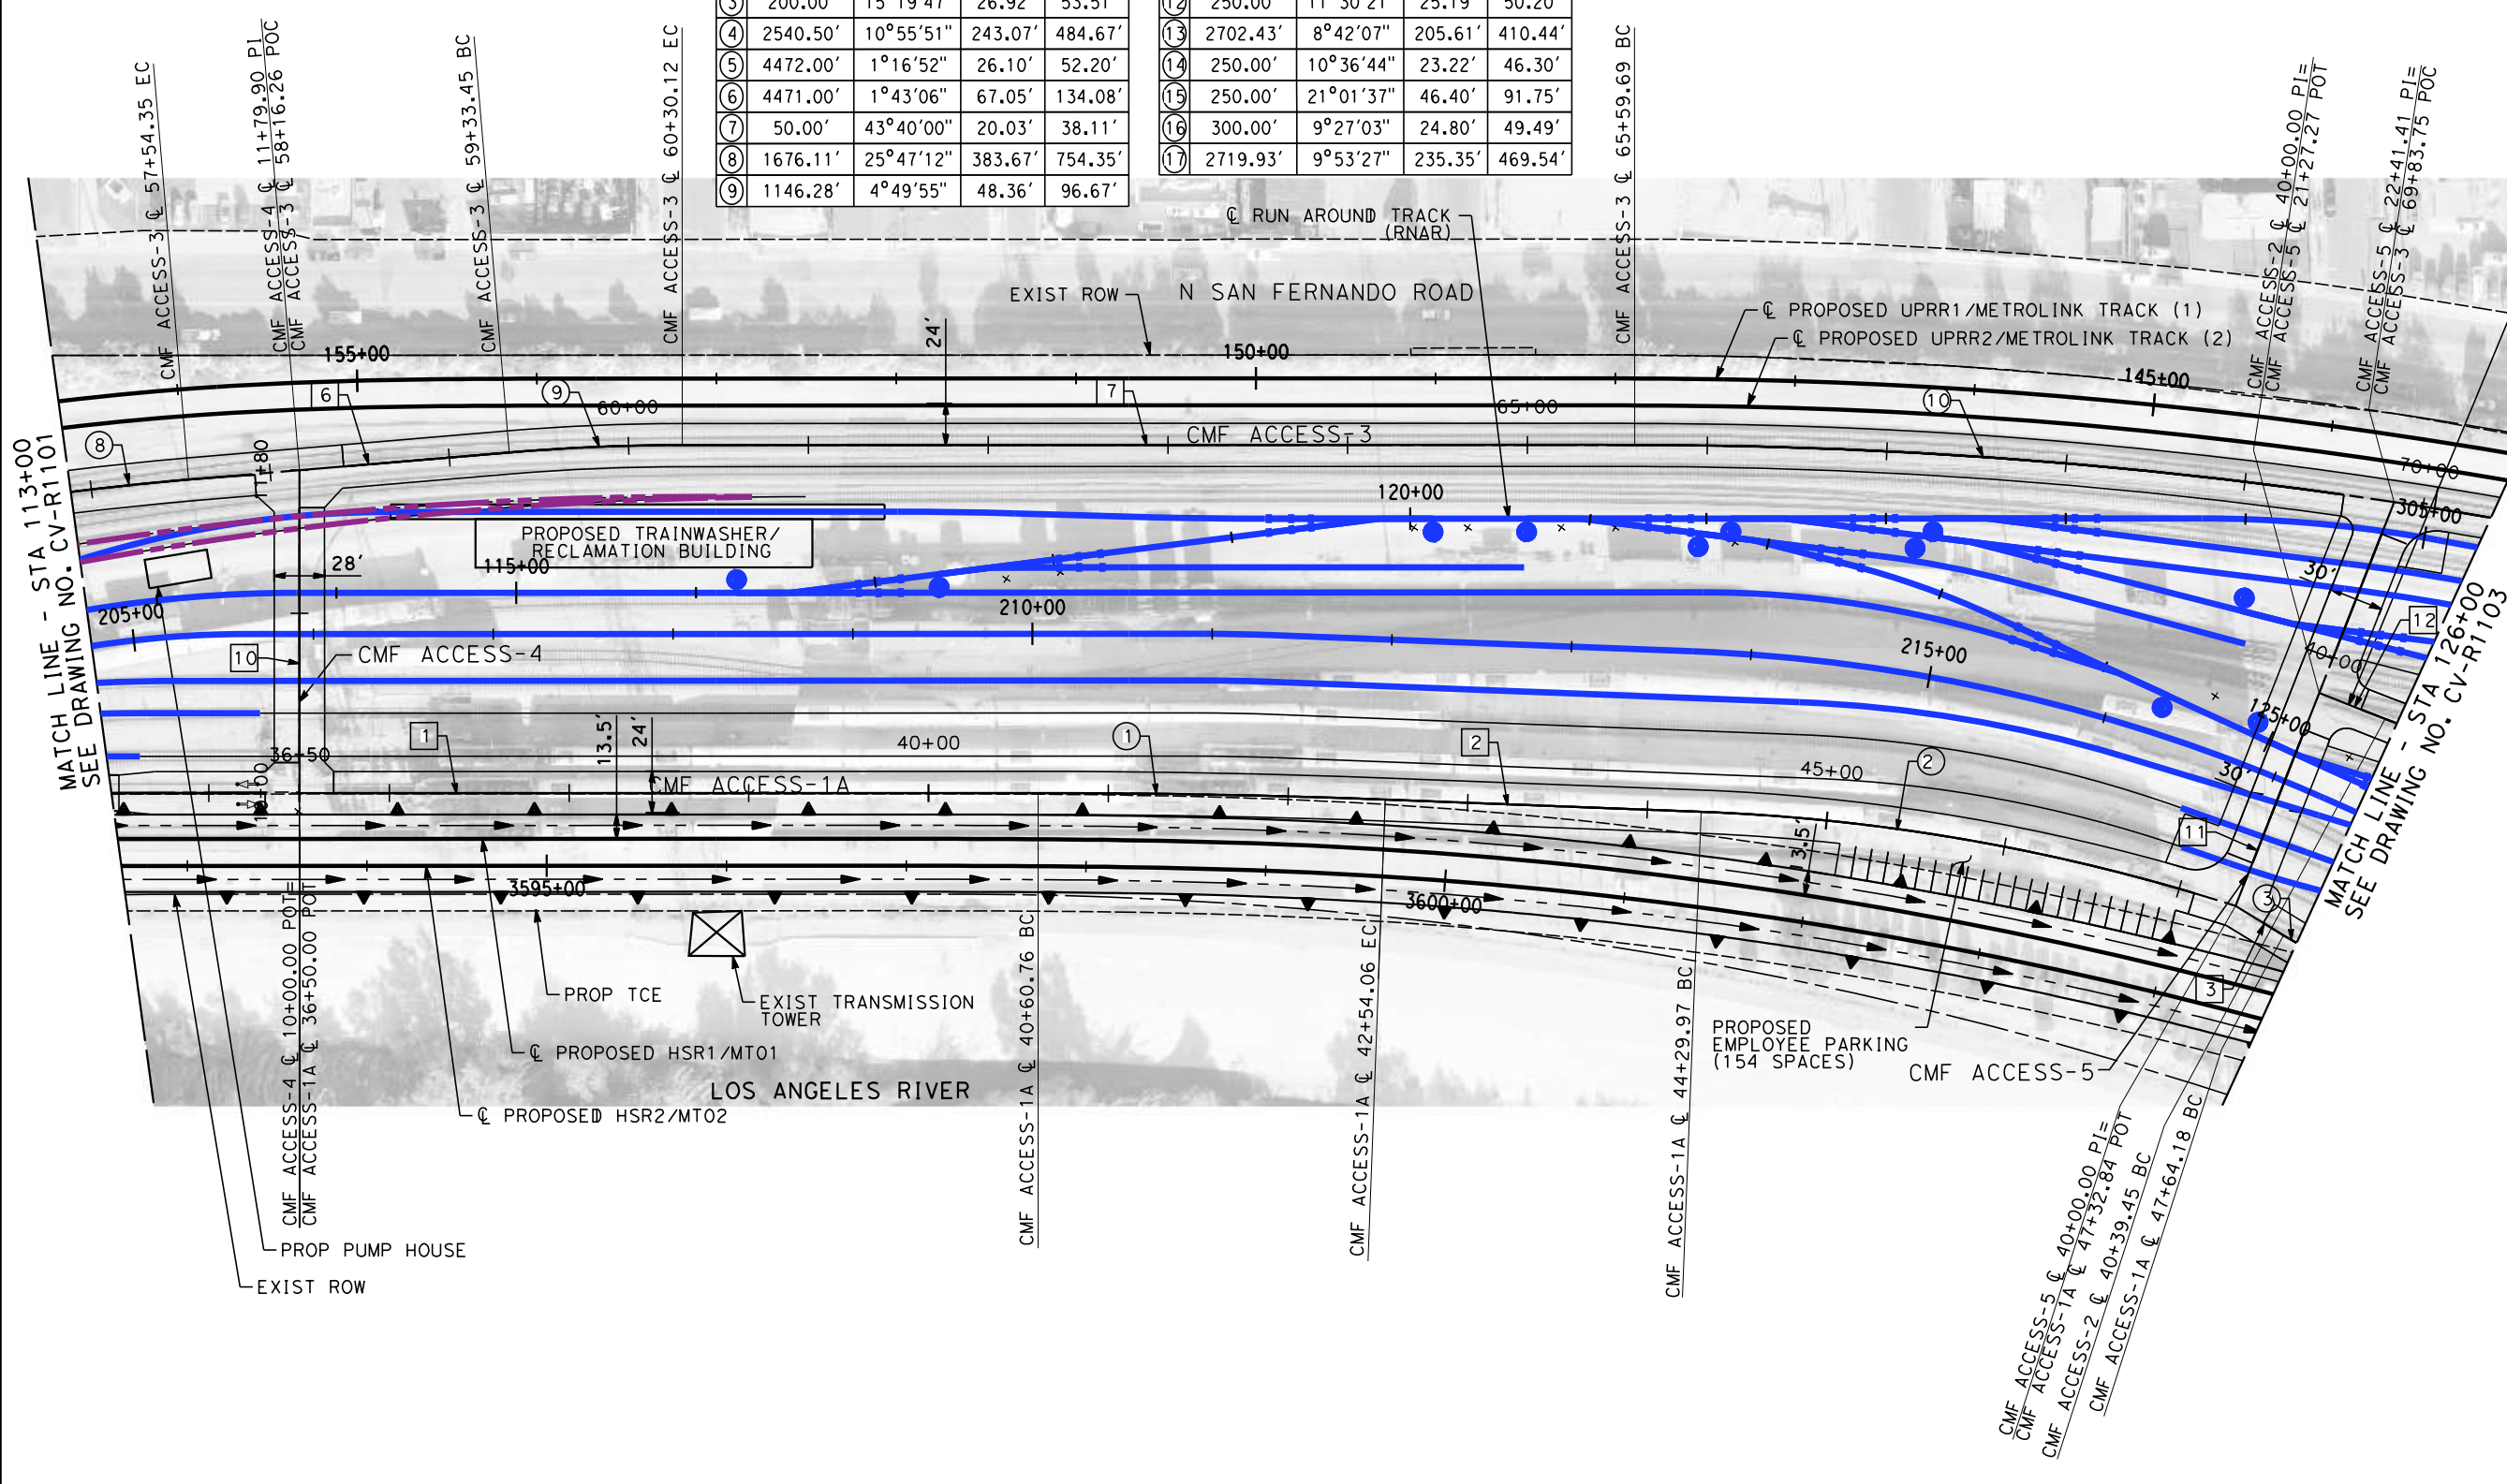 ③ 200.00' 15°19'47" 26.92' 53.51'
④ 2540.50' 10°55'51" 243.07' 484.67'
⑤ 4472.00' 1°16'52" 26.10' 52.20'
⑥ 4471.00' 1°43'06" 67.05' 134.08'
⑦ 50.00' 43°40'00" 20.03' 38.11'
⑧ 1676.11' 25°47'12" 383.67' 754.35'
⑨ 1146.28' 4°49'55" 48.36' 96.67'
⑫ 250.00' 11°30'21" 25.19' 50.20'
⑬ 2702.43' 8°42'07" 205.61' 410.44'
⑭ 250.00' 10°36'44" 23.22' 46.30'
⑮ 250.00' 21°01'37" 46.40' 91.75'
⑯ 300.00' 9°27'03" 24.80' 49.49'
⑰ 2719.93' 9°53'27" 235.35' 469.54'
CMF ACCESS-3 ℄ 57+54.35 EC
CMF ACCESS-4 ℄ 11+79.90 PI
CMF ACCESS-3 ℄ 58+16.26 POC
CMF ACCESS-3 ℄ 59+33.45 BC
CMF ACCESS-3 ℄ 60+30.12 EC
CMF ACCESS-3 ℄ 65+59.69 BC
CMF ACCESS-2 ℄ 40+00.00 PI=
CMF ACCESS-5 ℄ 21+27.27 POT
CMF ACCESS-5 ℄ 22+41.41 PI=
CMF ACCESS-3 ℄ 69+83.75 POC
℄ RUN AROUND TRACK
(RNAR)
EXIST ROW
N SAN FERNANDO ROAD
℄ PROPOSED UPRR1/METROLINK TRACK (1)
℄ PROPOSED UPRR2/METROLINK TRACK (2)
24'
155+00
150+00
145+00
6
⑨
60+00
7
65+00
⑩
CMF ACCESS-3
70+00
⑧
11+80
MATCH LINE - STA 113+00
SEE DRAWING NO. CV-R1101
120+00
305+00
PROPOSED TRAINWASHER/
RECLAMATION BUILDING
115+00
28'
30'
205+00
210+00
12
10
CMF ACCESS-4
215+00
40+00
125+00
1
13.5'
24'
40+00
①
2
45+00
②
30'
36+50
10+00
CMF ACCESS-1A
11
MATCH LINE - STA 126+00
SEE DRAWING NO. CV-R1103
13.5'
3595+00
3600+00
③
3
PROP TCE
EXIST TRANSMISSION
TOWER
℄ PROPOSED HSR1/MT01
LOS ANGELES RIVER
℄ PROPOSED HSR2/MT02
PROPOSED
EMPLOYEE PARKING
(154 SPACES)
CMF ACCESS-5
CMF ACCESS-4 ℄ 10+00.00 POT=
CMF ACCESS-1A ℄ 36+50.00 POT
CMF ACCESS-1A ℄ 40+60.76 BC
CMF ACCESS-1A ℄ 42+54.06 EC
CMF ACCESS-1A ℄ 44+29.97 BC
CMF ACCESS-5 ℄ 40+00.00 PI=
CMF ACCESS-1A ℄ 47+32.84 POT
CMF ACCESS-2 ℄ 40+39.45 BC
CMF ACCESS-1A ℄ 47+64.18 BC
PROP PUMP HOUSE
EXIST ROW